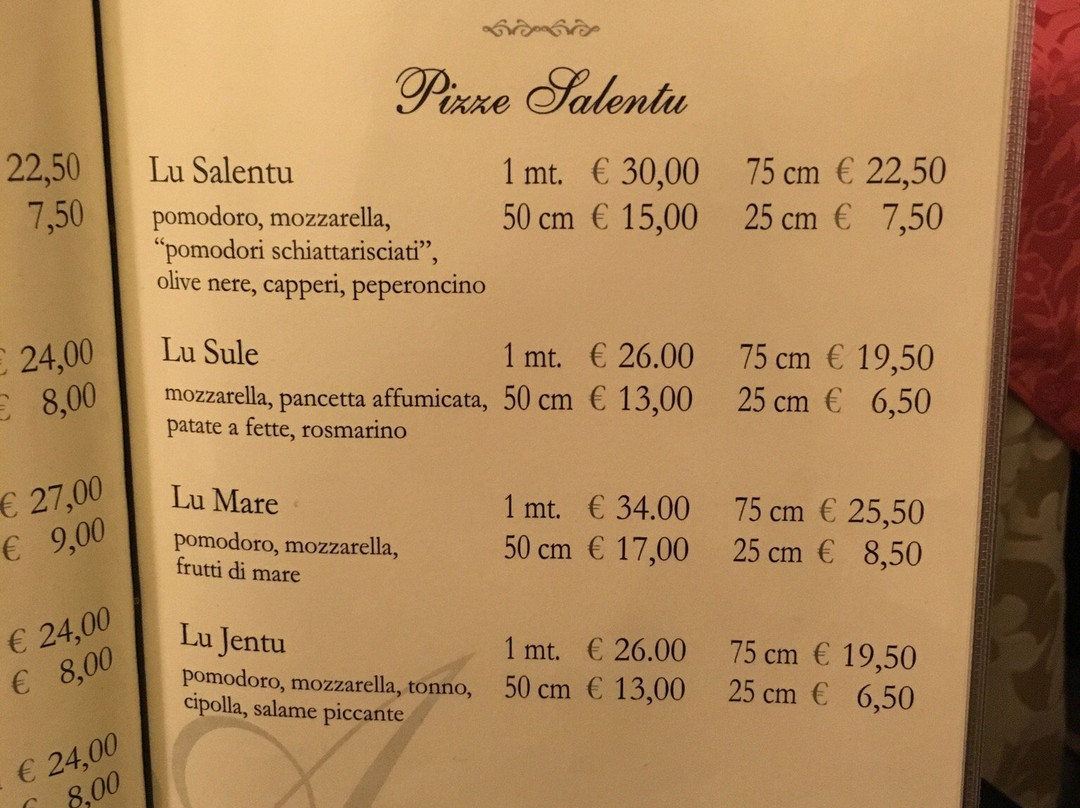 22,50
7,50
€ 24,00
€ 8,00
€ 27,00
€ 9,00
€ 24,00
€ 8,00
€ 24,00
€ 8,00
Pizze Salentu
Lu Salentu 1 mt. € 30,00 75 cm € 22,50
pomodoro, mozzarella, 50 cm € 15,00 25 cm € 7,50
“pomodori schiattarisciati”,
olive nere, capperi, peperoncino
Lu Sule 1 mt. € 26.00 75 cm € 19,50
mozzarella, pancetta affumicata, 50 cm € 13,00 25 cm € 6,50
patate a fette, rosmarino
Lu Mare 1 mt. € 34.00 75 cm € 25,50
pomodoro, mozzarella, 50 cm € 17,00 25 cm € 8,50
frutti di mare
Lu Jentu 1 mt. € 26.00 75 cm € 19,50
pomodoro, mozzarella, tonno, 50 cm € 13,00 25 cm € 6,50
cipolla, salame piccante